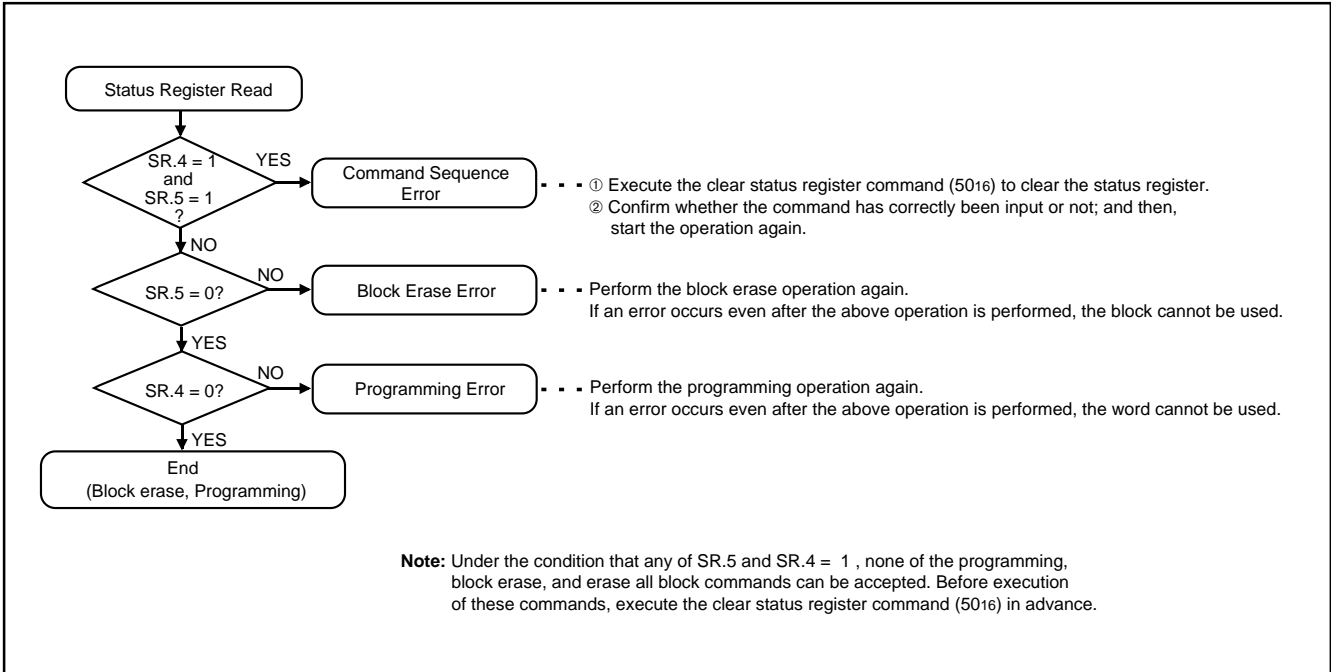 Status Register Read
SR.4 = 1
and
SR.5 = 1
?
YES
Command Sequence
Error
① Execute the clear status register command (5016) to clear the status register.
② Confirm whether the command has correctly been input or not; and then,
start the operation again.
NO
SR.5 = 0?
NO
Block Erase Error
Perform the block erase operation again.
If an error occurs even after the above operation is performed, the block cannot be used.
YES
SR.4 = 0?
NO
Programming Error
Perform the programming operation again.
If an error occurs even after the above operation is performed, the word cannot be used.
YES
End
(Block erase, Programming)
Note: Under the condition that any of SR.5 and SR.4 = 1 , none of the programming,
block erase, and erase all block commands can be accepted. Before execution
of these commands, execute the clear status register command (5016) in advance.